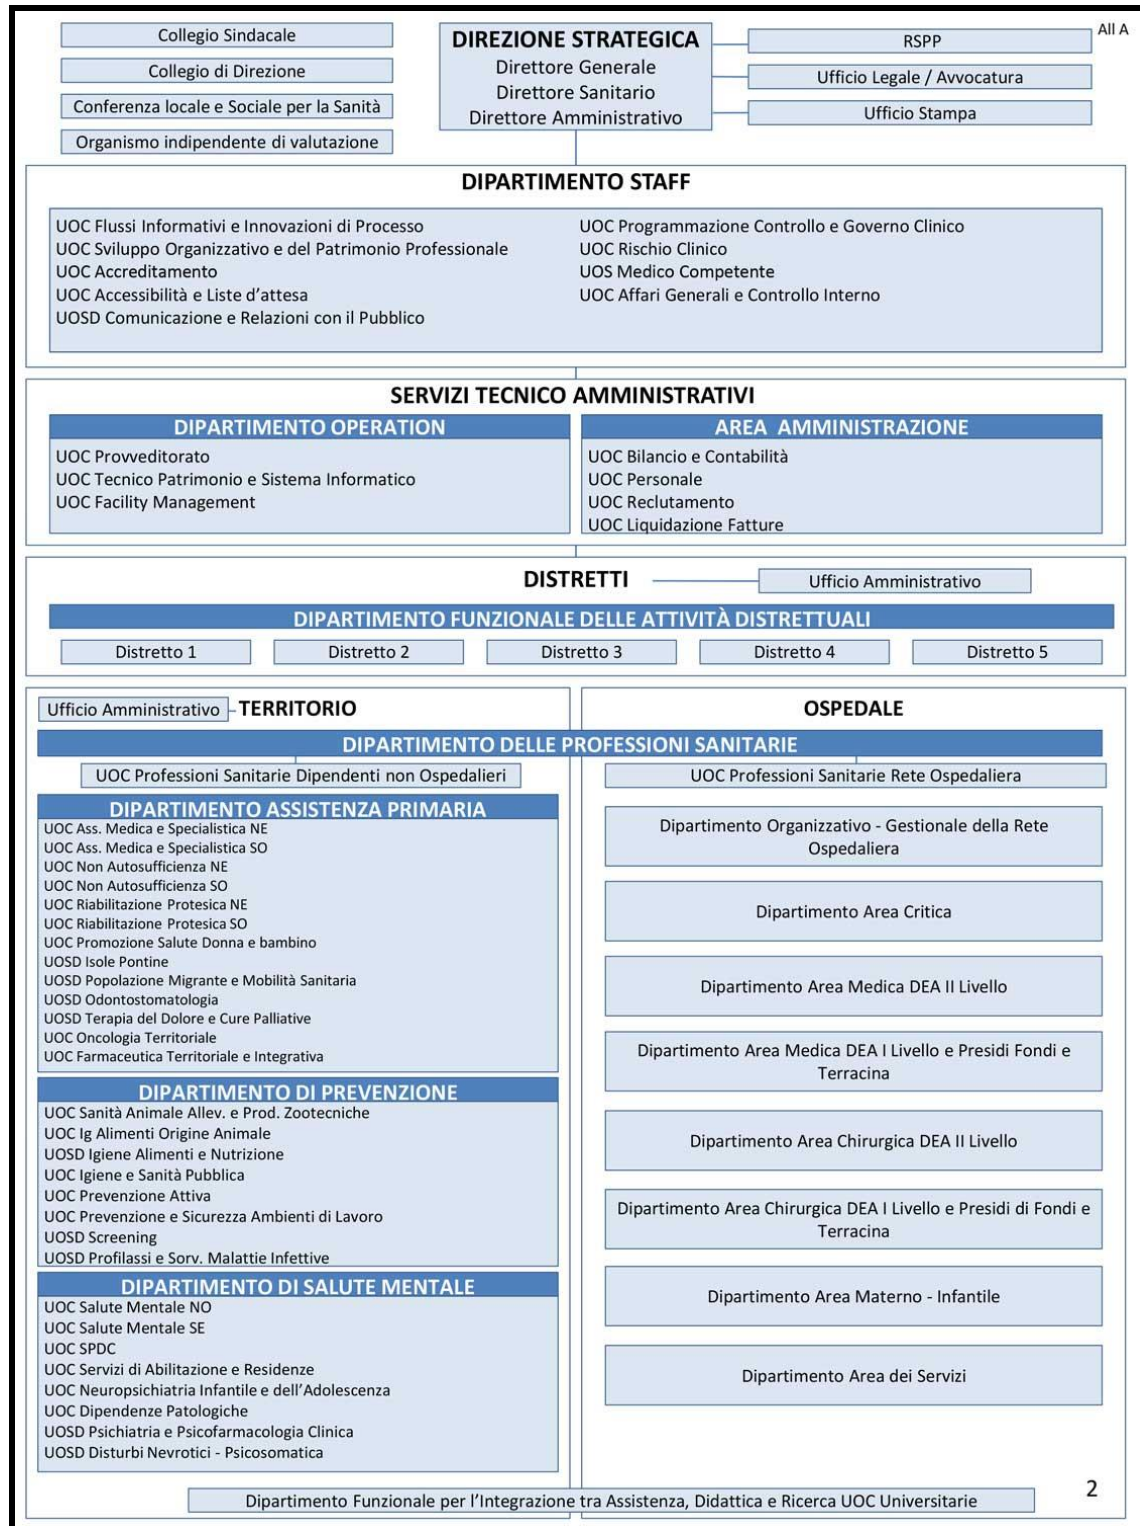 All A
Collegio Sindacale
Collegio di Direzione
Conferenza locale e Sociale per la Sanità
Organismo indipendente di valutazione
DIREZIONE STRATEGICA
Direttore Generale
Direttore Sanitario
Direttore Amministrativo
RSPP
Ufficio Legale / Avvocatura
Ufficio Stampa
DIPARTIMENTO STAFF
UOC Flussi Informativi e Innovazioni di Processo
UOC Sviluppo Organizzativo e del Patrimonio Professionale
UOC Accreditamento
UOC Accessibilità e Liste d'attesa
UOSD Comunicazione e Relazioni con il Pubblico
UOC Programmazione Controllo e Governo Clinico
UOC Rischio Clinico
UOS Medico Competente
UOC Affari Generali e Controllo Interno
SERVIZI TECNICO AMMINISTRATIVI
DIPARTIMENTO OPERATION
UOC Provveditorato
UOC Tecnico Patrimonio e Sistema Informatico
UOC Facility Management
AREA AMMINISTRAZIONE
UOC Bilancio e Contabilità
UOC Personale
UOC Reclutamento
UOC Liquidazione Fatture
DISTRETTI
Ufficio Amministrativo
DIPARTIMENTO FUNZIONALE DELLE ATTIVITÀ DISTRETTUALI
Distretto 1
Distretto 2
Distretto 3
Distretto 4
Distretto 5
Ufficio Amministrativo
TERRITORIO
OSPEDALE
DIPARTIMENTO DELLE PROFESSIONI SANITARIE
UOC Professioni Sanitarie Dipendenti non Ospedalieri
UOC Professioni Sanitarie Rete Ospedaliera
DIPARTIMENTO ASSISTENZA PRIMARIA
UOC Ass. Medica e Specialistica NE
UOC Ass. Medica e Specialistica SO
UOC Non Autosufficienza NE
UOC Non Autosufficienza SO
UOC Riabilitazione Protesica NE
UOC Riabilitazione Protesica SO
UOC Promozione Salute Donna e bambino
UOSD Isole Pontine
UOSD Popolazione Migrante e Mobilità Sanitaria
UOSD Odontostomatologia
UOSD Terapia del Dolore e Cure Palliative
UOC Oncologia Territoriale
UOC Farmaceutica Territoriale e Integrativa
DIPARTIMENTO DI PREVENZIONE
UOC Sanità Animale Allev. e Prod. Zootecniche
UOC Ig Alimenti Origine Animale
UOSD Igiene Alimenti e Nutrizione
UOC Igiene e Sanità Pubblica
UOC Prevenzione Attiva
UOC Prevenzione e Sicurezza Ambienti di Lavoro
UOSD Screening
UOSD Profilassi e Sorv. Malattie Infettive
DIPARTIMENTO DI SALUTE MENTALE
UOC Salute Mentale NO
UOC Salute Mentale SE
UOC SPDC
UOC Servizi di Abilitazione e Residenze
UOC Neuropsichiatria Infantile e dell'Adolescenza
UOC Dipendenze Patologiche
UOSD Psichiatria e Psicofarmacologia Clinica
UOSD Disturbi Nevrotici - Psicosomatica
Dipartimento Organizzativo - Gestionale della Rete
Ospedaliera
Dipartimento Area Critica
Dipartimento Area Medica DEA II Livello
Dipartimento Area Medica DEA I Livello e Presidi Fondi e
Terracina
Dipartimento Area Chirurgica DEA II Livello
Dipartimento Area Chirurgica DEA I Livello e Presidi di Fondi e
Terracina
Dipartimento Area Materno - Infantile
Dipartimento Area dei Servizi
Dipartimento Funzionale per l'Integrazione tra Assistenza, Didattica e Ricerca UOC Universitarie
2